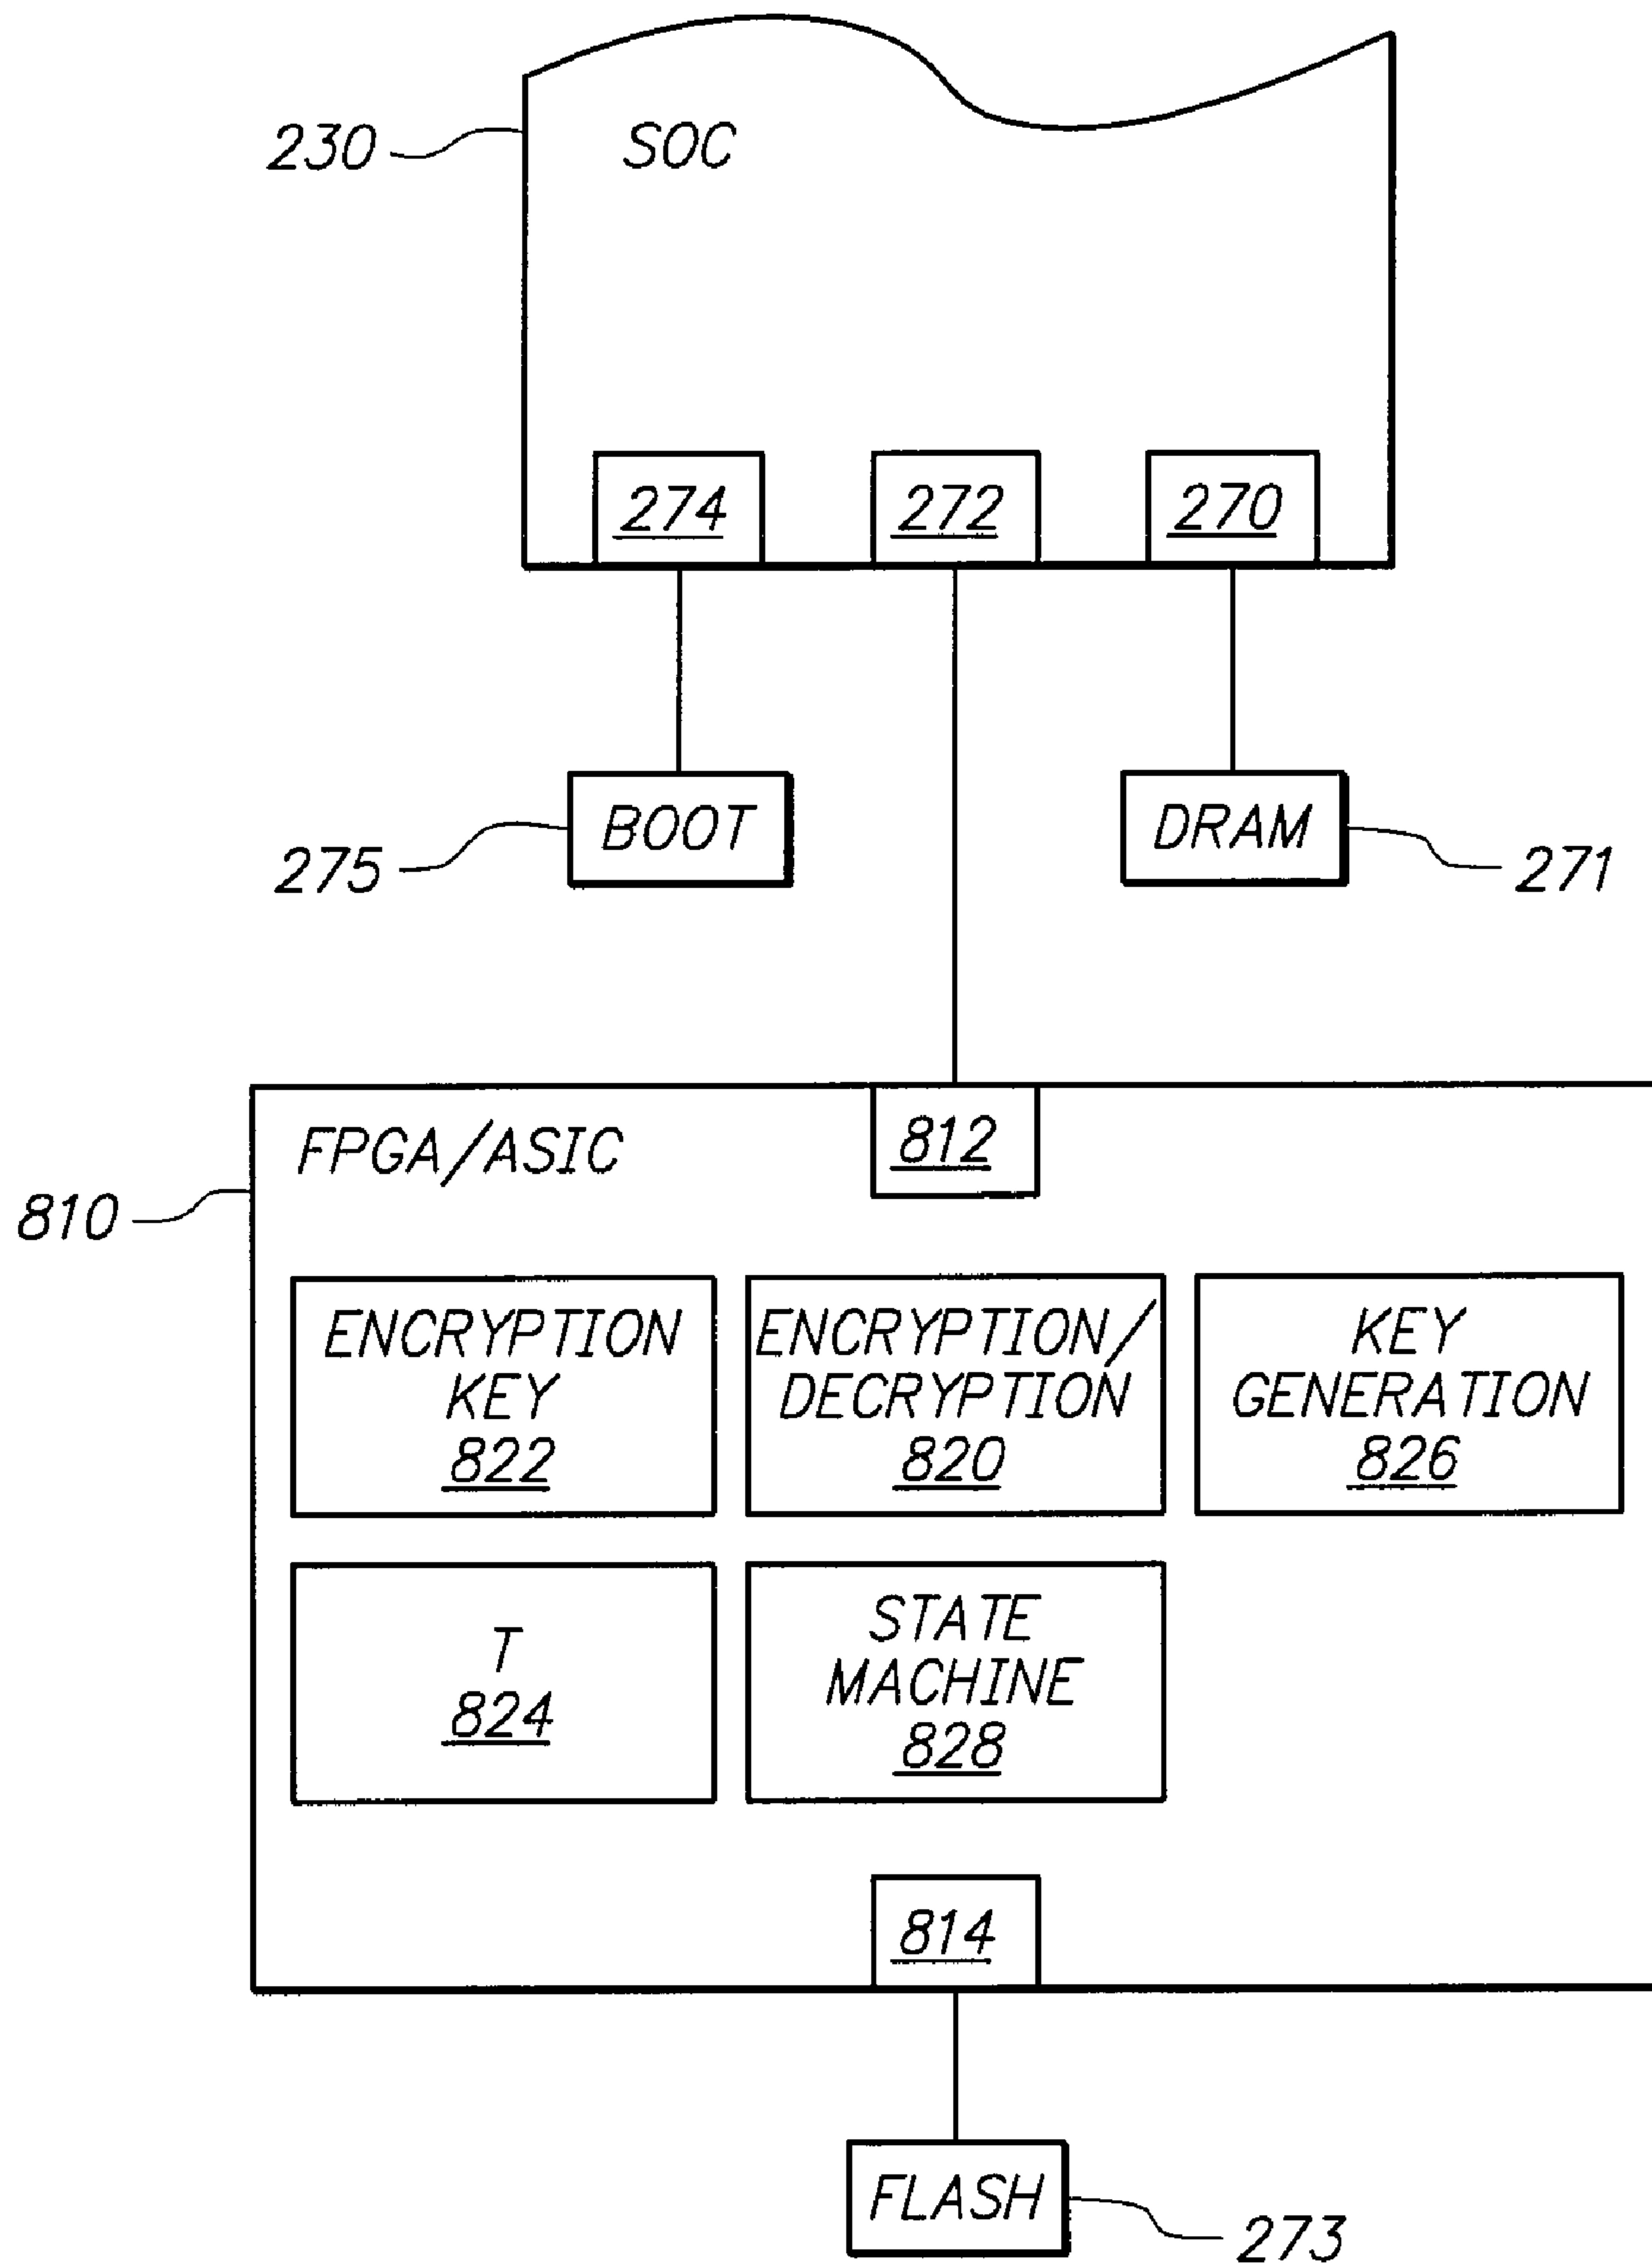 230
SOC
274
272
270
BOOT
275
DRAM
271
FPGA/ASIC
812
810
ENCRYPTION
KEY
822
ENCRYPTION/
DECRYPTION
820
KEY
GENERATION
826
T
824
STATE
MACHINE
828
814
FLASH
273